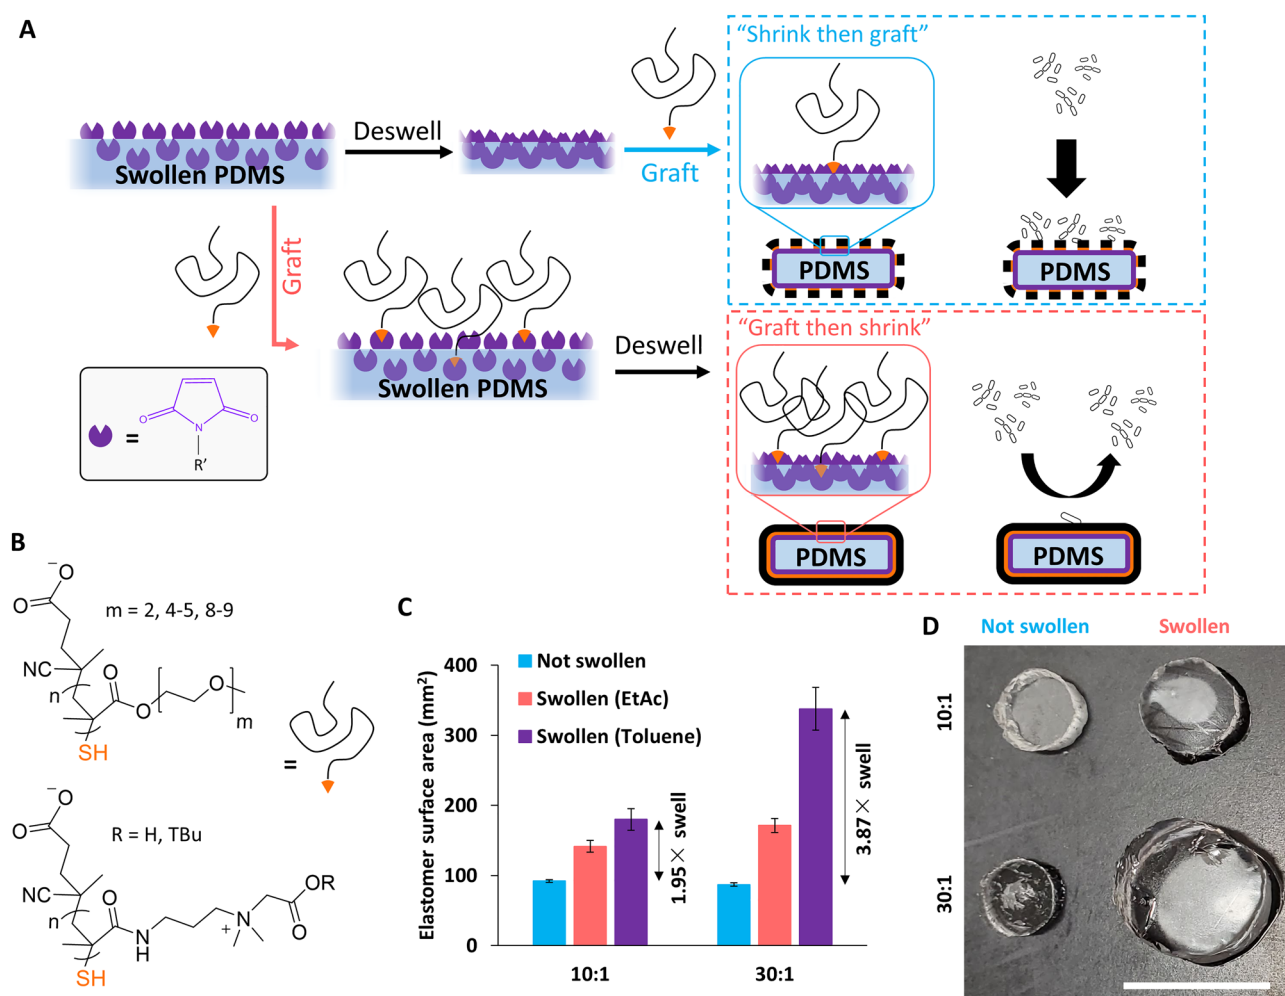 A
"Shrink then graft"
Deswell
Graft
Swollen PDMS
PDMS
PDMS
Graft
"Graft then shrink"
Deswell
Swollen PDMS
O
N
O
=
R'
PDMS
PDMS
B
−
O
O
m = 2, 4-5, 8-9
NC
O
n
O
O
m
SH
=
−
O
O
R = H, TBu
NC
O
OR
n
N
H
N
+
O
SH
C
Elastomer surface area (mm²)
400
300
200
100
0
Not swollen
Swollen (EtAc)
Swollen (Toluene)
1.95 × swell
3.87 × swell
10:1
30:1
D
Not swollen
Swollen
10:1
30:1